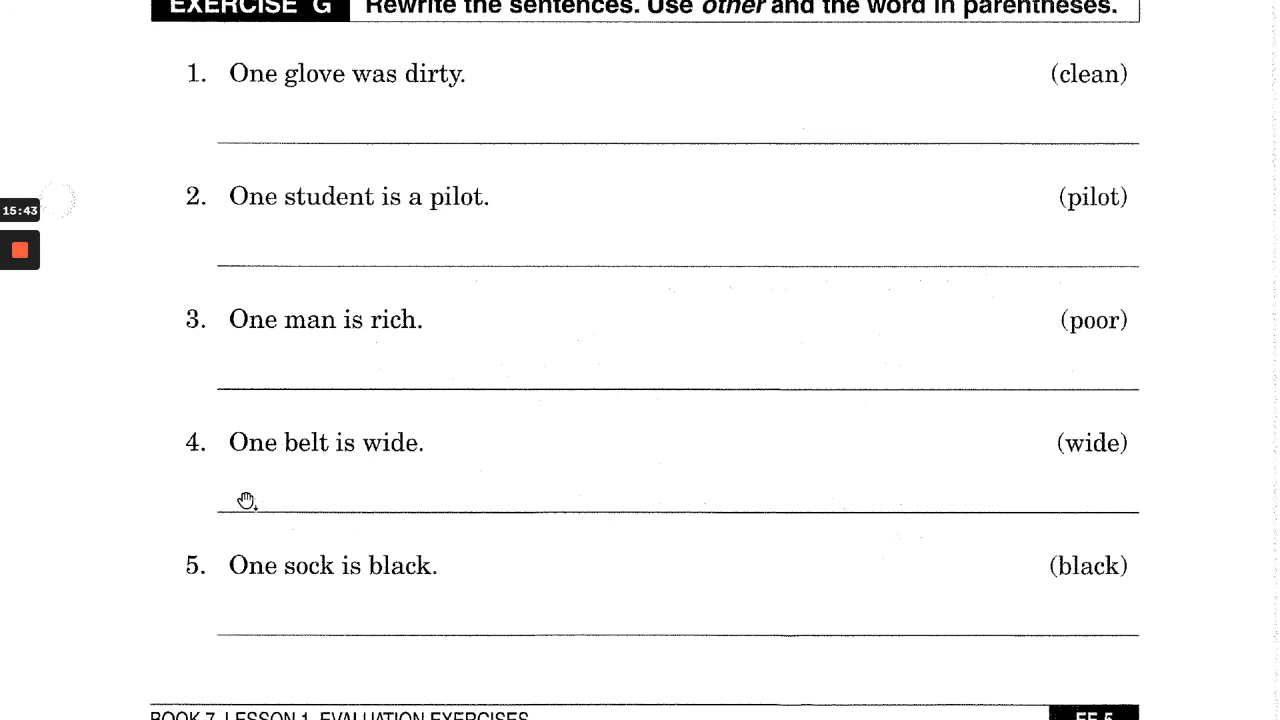 EXERCISE G Rewrite the sentences. Use other and the word in parentheses.
1. One glove was dirty. (clean)
15:43
2. One student is a pilot. (pilot)
3. One man is rich. (poor)
4. One belt is wide. (wide)
5. One sock is black. (black)
BOOK 7, LESSON 1, EVALUATION EXERCISES EE 5